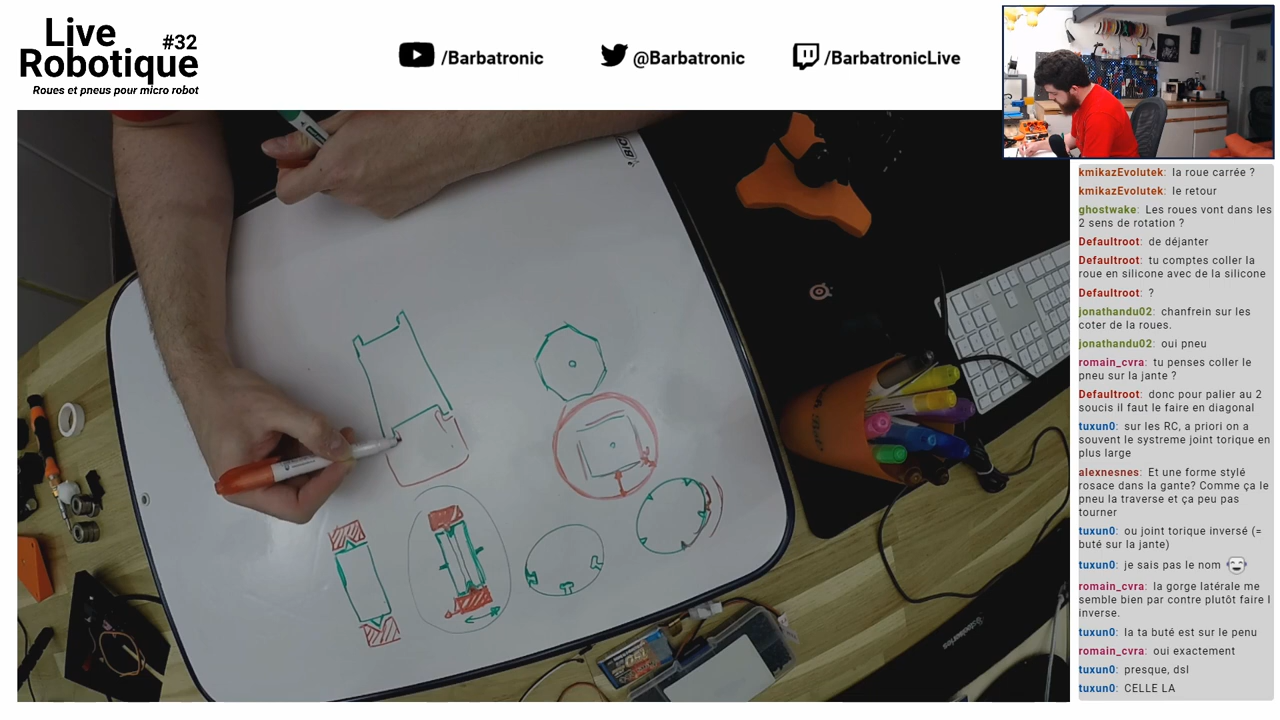 Live
Robotique #32
Roues et pneus pour micro robot
/Barbatronic
@Barbatronic
/BarbatronicLive
BIC
kmikazEvolutek: la roue carrée ?
kmikazEvolutek: le retour
ghostwake: Les roues vont dans les
2 sens de rotation ?
Defaultroot: de déjanter
Defaultroot: tu comptes coller la
roue en silicone avec de la silicone
Defaultroot: ?
jonathandu02: chanfrein sur les
coter de la roues.
jonathandu02: oui pneu
romain_cvra: tu penses coller le
pneu sur la jante ?
Defaultroot: donc pour palier au 2
soucis il faut le faire en diagonal
tuxun0: sur les RC, a priori on a
souvent le systreme joint torique en
plus large
alexnesnes: Et une forme stylé
rosace dans la gante? Comme ça le
pneu la traverse et ça peu pas
tourner
tuxun0: ou joint torique inversé (=
buté sur la jante)
tuxun0: je sais pas le nom
romain_cvra: la gorge latérale me
semble bien par contre plutôt faire l
inverse.
tuxun0: la ta buté est sur le penu
romain_cvra: oui exactement
tuxun0: presque, dsl
tuxun0: CELLE LA